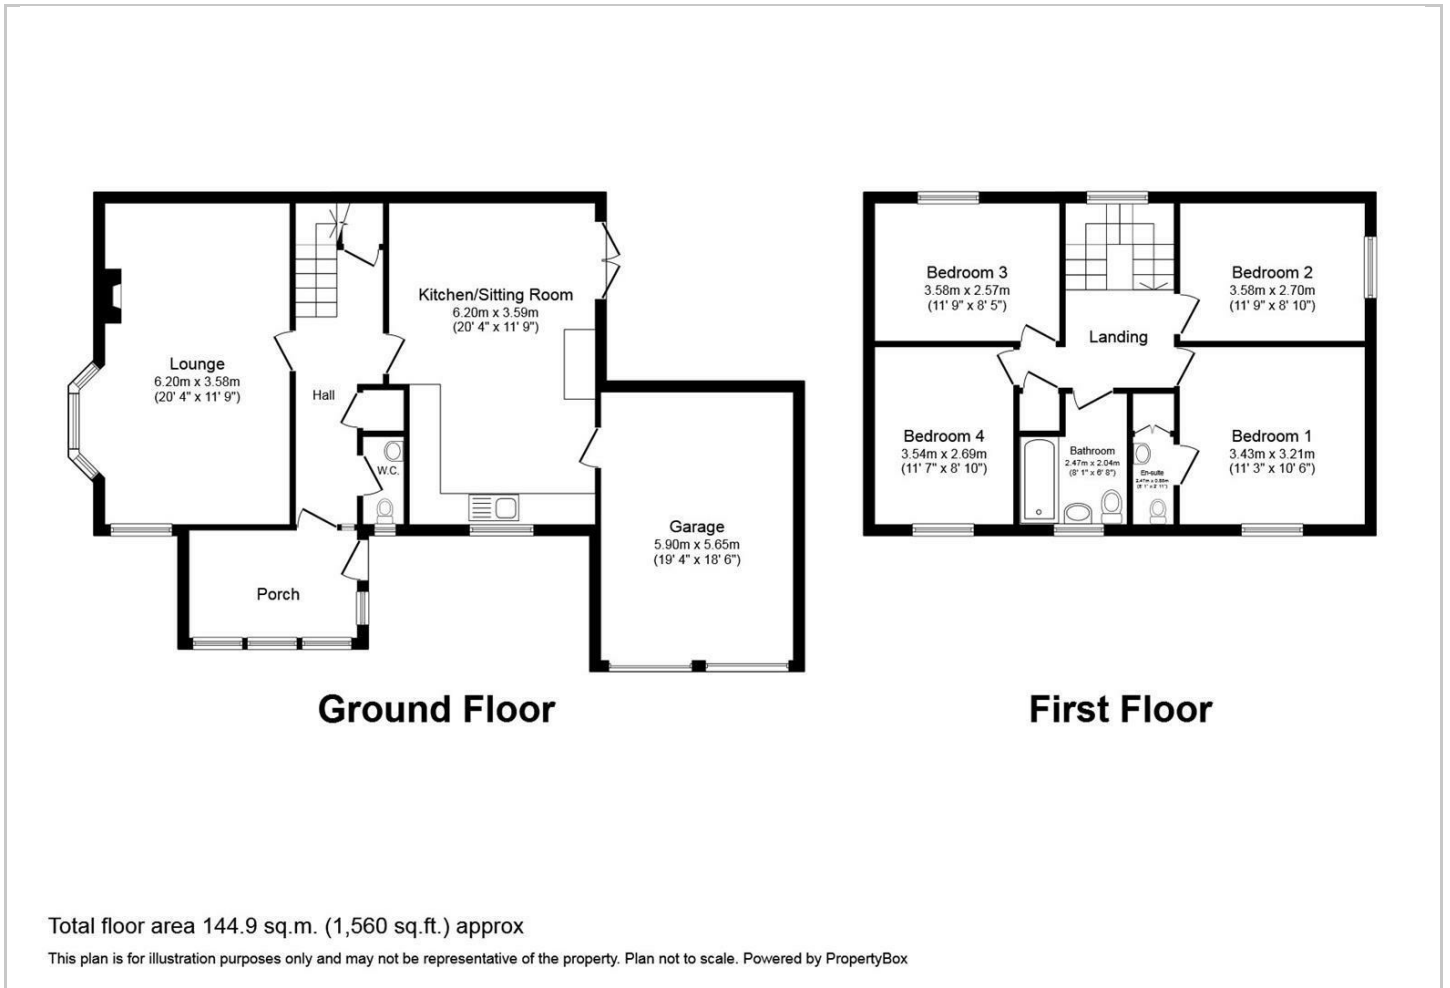 Lounge
6.20m x 3.58m
(20' 4" x 11' 9")
Hall
W.C.
Kitchen/Sitting Room
6.20m x 3.59m
(20' 4" x 11' 9")
Porch
Garage
5.90m x 5.65m
(19' 4" x 18' 6")
Ground Floor
Bedroom 3
3.58m x 2.57m
(11' 9" x 8' 5")
Bedroom 2
3.58m x 2.70m
(11' 9" x 8' 10")
Landing
Bedroom 4
3.54m x 2.69m
(11' 7" x 8' 10")
Bathroom
2.47m x 2.04m
(8' 1" x 6' 8")
En-suite
Bedroom 1
3.43m x 3.21m
(11' 3" x 10' 6")
First Floor
Total floor area 144.9 sq.m. (1,560 sq.ft.) approx
This plan is for illustration purposes only and may not be representative of the property. Plan not to scale. Powered by PropertyBox